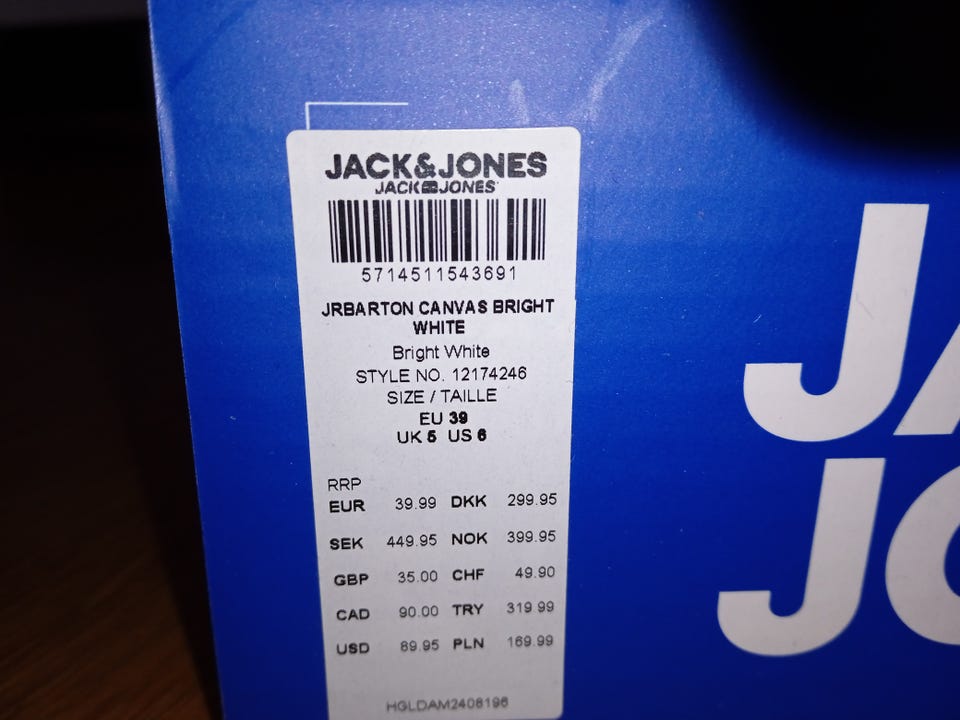 JACK&JONES
JACK&JONES
5714511543691
JRBARTON CANVAS BRIGHT
WHITE
Bright White
STYLE NO. 12174246
SIZE / TAILLE
EU 39
UK 5 US 6
RRP
EUR 39.99 DKK 299.95
SEK 449.95 NOK 399.95
GBP 35.00 CHF 49.90
CAD 90.00 TRY 319.99
USD 89.95 PLN 169.99
HGLDAM2408196
JA
JO